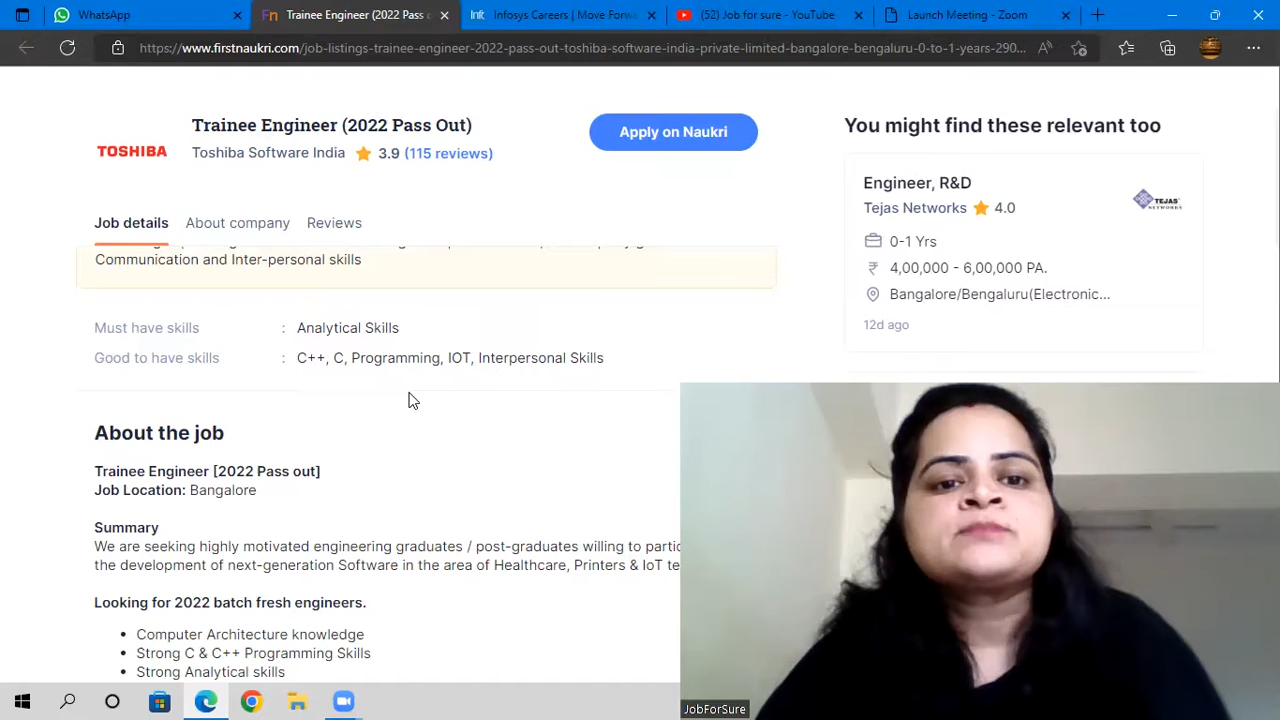 WhatsApp
Trainee Engineer (2022 Pass
Infosys Careers | Move Forw
(52) Job for sure - YouTube
Launch Meeting - Zoom
https://www.firstnaukri.com/job-listings-trainee-engineer-2022-pass-out-toshiba-software-india-private-limited-bangalore-bengaluru-0-to-1-years-290...
TOSHIBA
Trainee Engineer (2022 Pass Out)
Toshiba Software India 3.9 (115 reviews)
Apply on Naukri
Job details About company Reviews
Communication and Inter-personal skills
Must have skills : Analytical Skills
Good to have skills : C++, C, Programming, IOT, Interpersonal Skills
About the job
Trainee Engineer [2022 Pass out]
Job Location: Bangalore
Summary
We are seeking highly motivated engineering graduates / post-graduates willing to partic
the development of next-generation Software in the area of Healthcare, Printers & IoT te
Looking for 2022 batch fresh engineers.
• Computer Architecture knowledge
• Strong C & C++ Programming Skills
• Strong Analytical skills
You might find these relevant too
Engineer, R&D
Tejas Networks 4.0
TEJAS
NETWORKS
0-1 Yrs
₹ 4,00,000 - 6,00,000 PA.
Bangalore/Bengaluru(Electronic...
12d ago
JobForSure